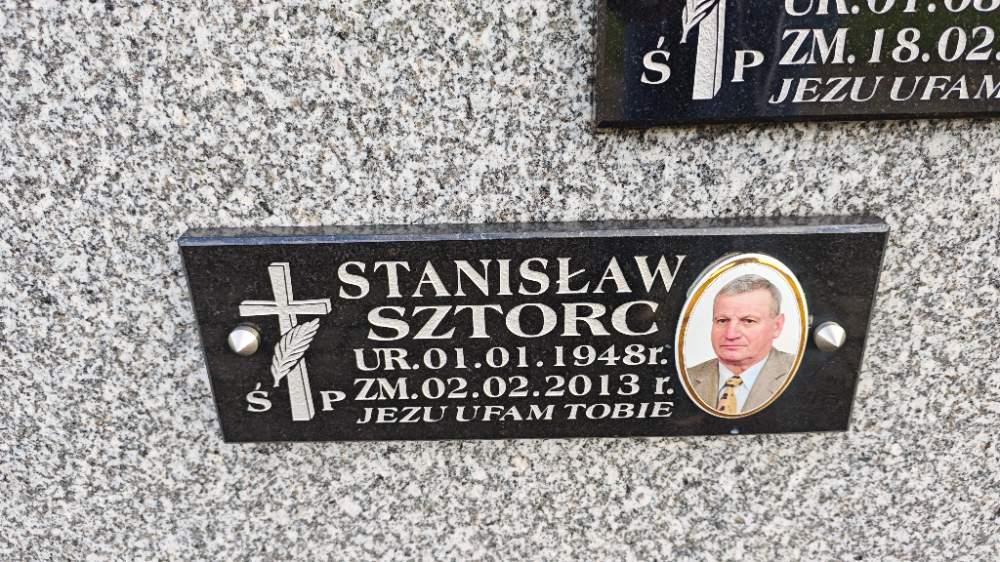 UR.01.08
Ś P
ZM.18.02.
JEZU UFAM
STANISŁAW
SZTORC
UR.01.01.1948r.
ZM.02.02.2013 r.
Ś P
JEZU UFAM TOBIE